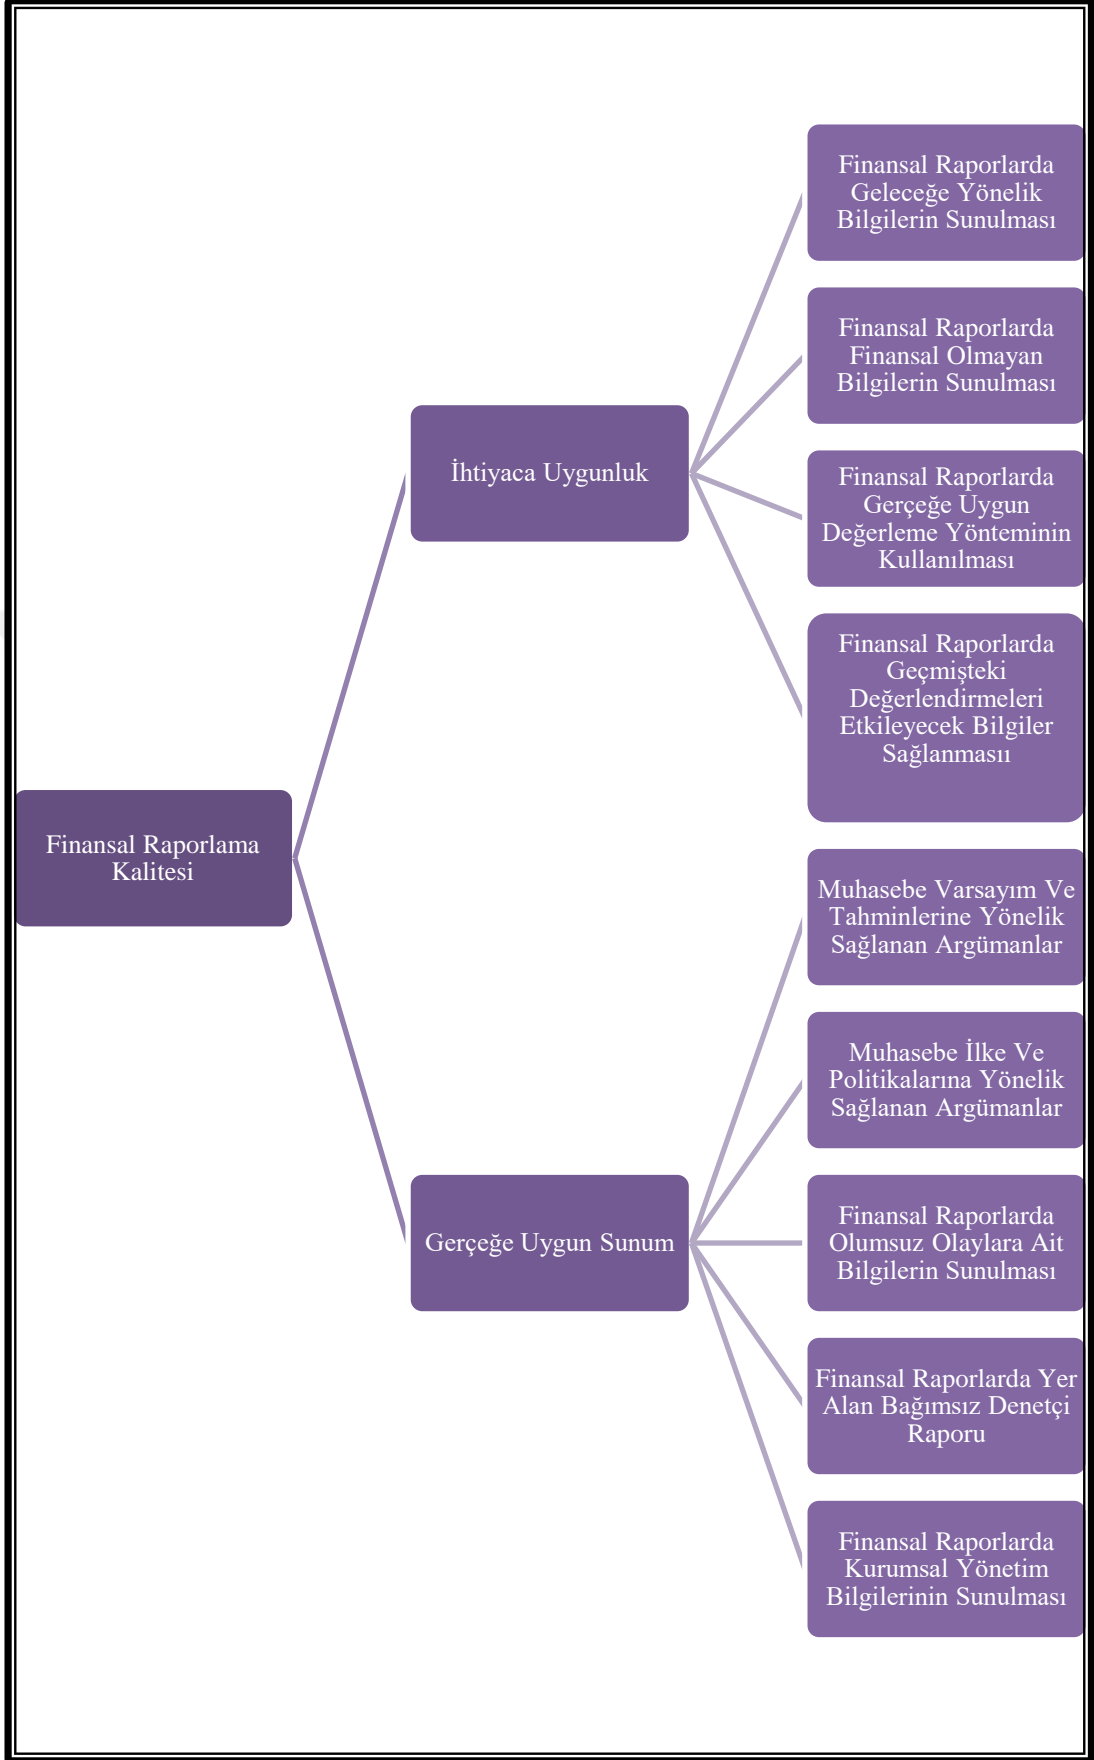 Finansal Raporlama
Kalitesi
İhtiyaca Uygunluk
Finansal Raporlarda
Geleceğe Yönelik
Bilgilerin Sunulması
Finansal Raporlarda
Finansal Olmayan
Bilgilerin Sunulması
Finansal Raporlarda
Gerçeğe Uygun
Değerleme Yönteminin
Kullanılması
Finansal Raporlarda
Geçmişteki
Değerlendirmeleri
Etkileyecek Bilgiler
Sağlanmasıı
Gerçeğe Uygun Sunum
Muhasebe Varsayım Ve
Tahminlerine Yönelik
Sağlanan Argümanlar
Muhasebe İlke Ve
Politikalarına Yönelik
Sağlanan Argümanlar
Finansal Raporlarda
Olumsuz Olaylara Ait
Bilgilerin Sunulması
Finansal Raporlarda Yer
Alan Bağımsız Denetçi
Raporu
Finansal Raporlarda
Kurumsal Yönetim
Bilgilerinin Sunulması